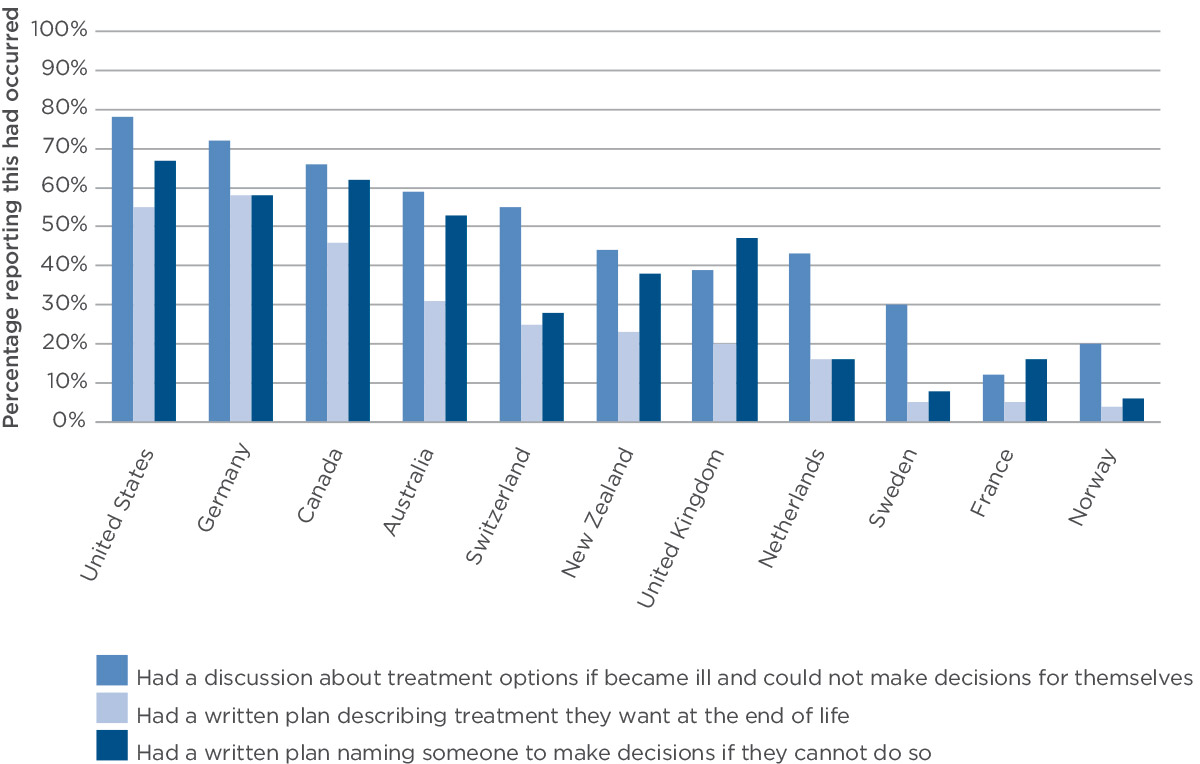 Percentage reporting this had occurred
100%
90%
80%
70%
60%
50%
40%
30%
20%
10%
0%
United States
Germany
Canada
Australia
Switzerland
New Zealand
United Kingdom
Netherlands
Sweden
France
Norway
Had a discussion about treatment options if became ill and could not make decisions for themselves
Had a written plan describing treatment they want at the end of life
Had a written plan naming someone to make decisions if they cannot do so